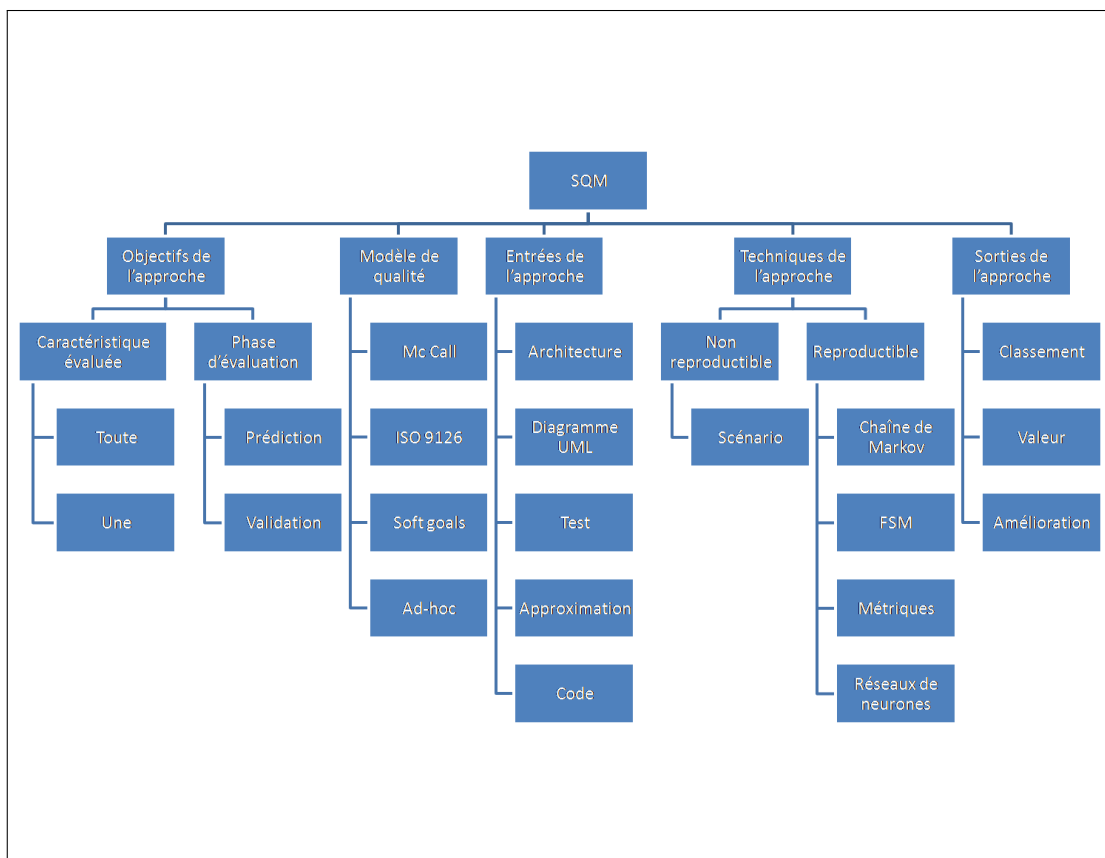 SQM
Objectifs de
l'approche
Modèle de
qualité
Entrées de
l'approche
Techniques de
l'approche
Sorties de
l'approche
Caractéristique
évaluée
Phase
d'évaluation
Mc Call
Architecture
Non
reproductible
Reproductible
Classement
Toute
Prédiction
ISO 9126
Diagramme
UML
Scénario
Chaîne de
Markov
Valeur
Une
Validation
Soft goals
Test
FSM
Amélioration
Ad-hoc
Approximation
Métriques
Code
Réseaux de
neurones